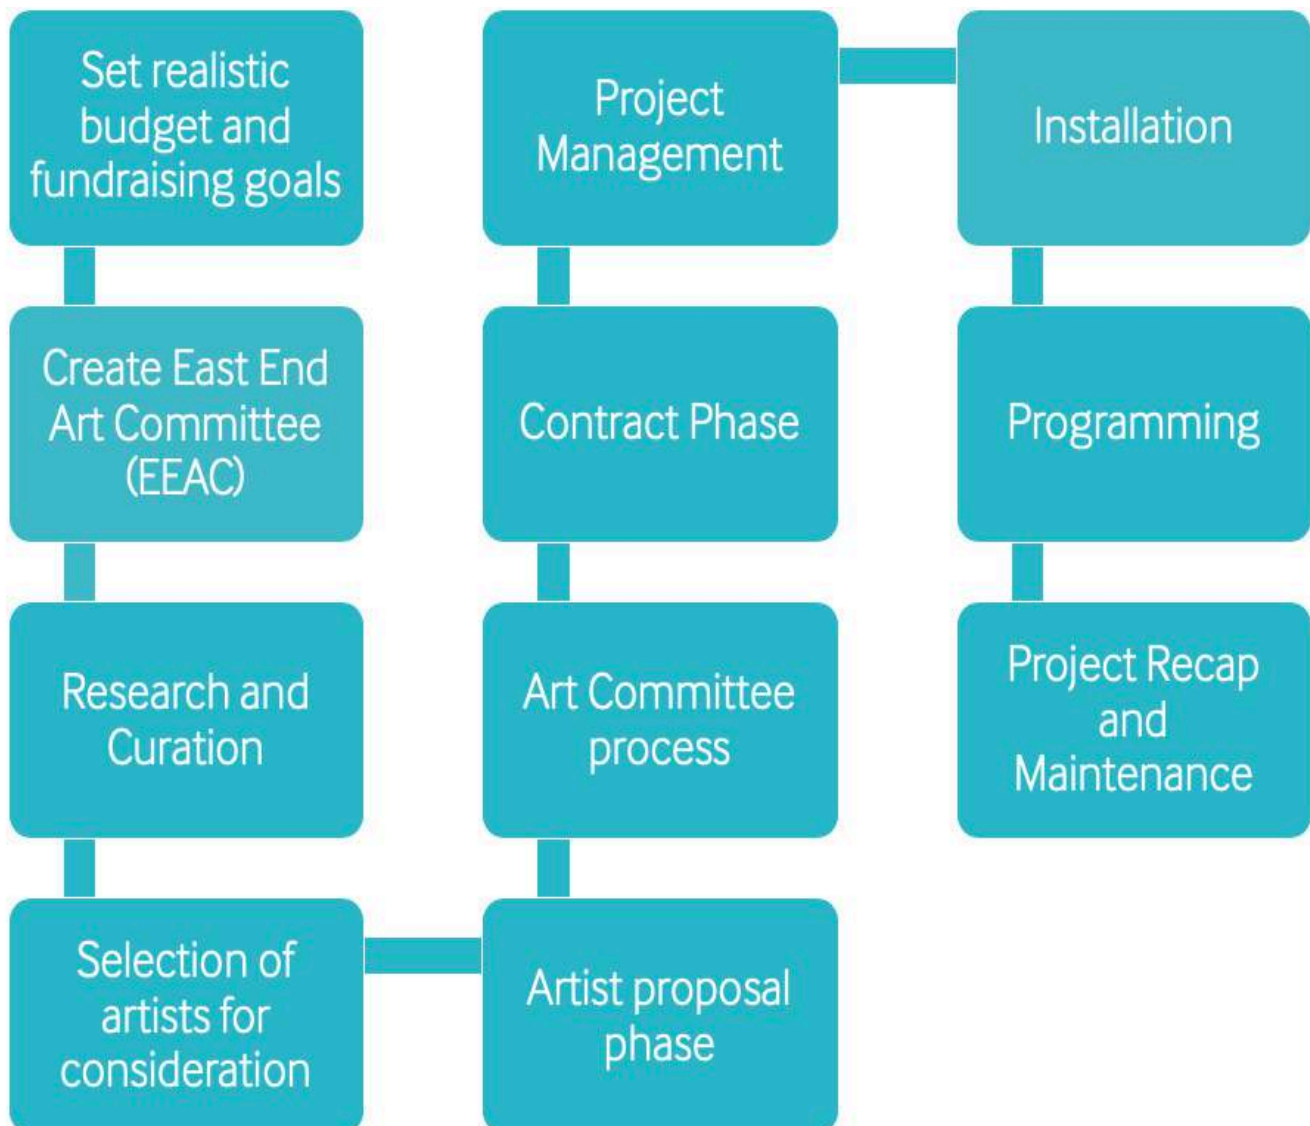 Set realistic
budget and
fundraising goals
Create East End
Art Committee
(EEAC)
Research and
Curation
Selection of
artists for
consideration
Artist proposal
phase
Art Committee
process
Contract Phase
Project
Management
Installation
Programming
Project Recap
and
Maintenance